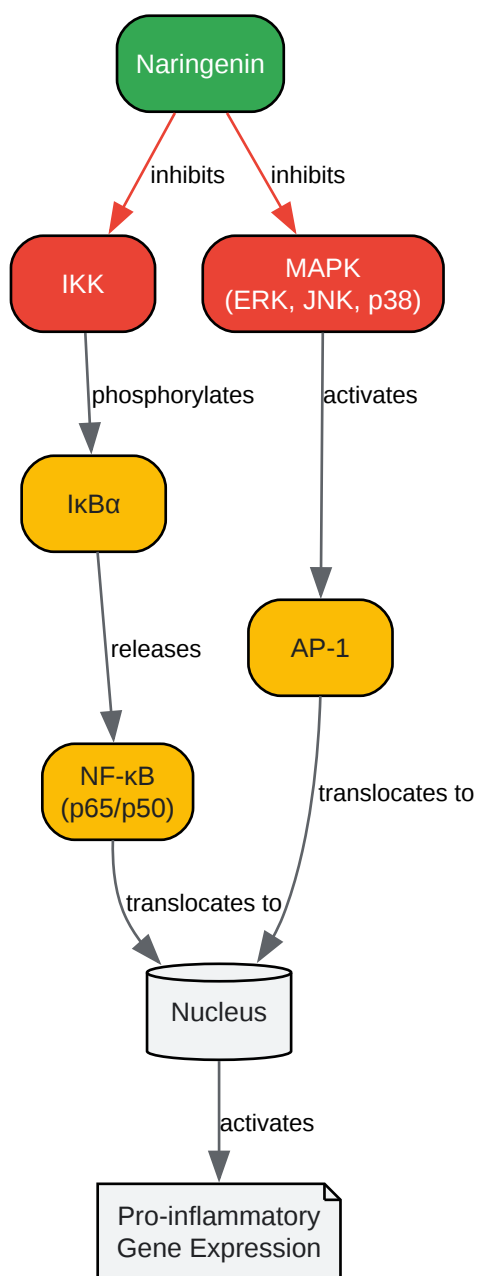 Naringenin
inhibits
inhibits
IKK
MAPK
(ERK, JNK, p38)
phosphorylates
activates
IκBα
releases
AP-1
NF-κB
(p65/p50)
translocates to
translocates to
Nucleus
activates
Pro-inflammatory
Gene Expression